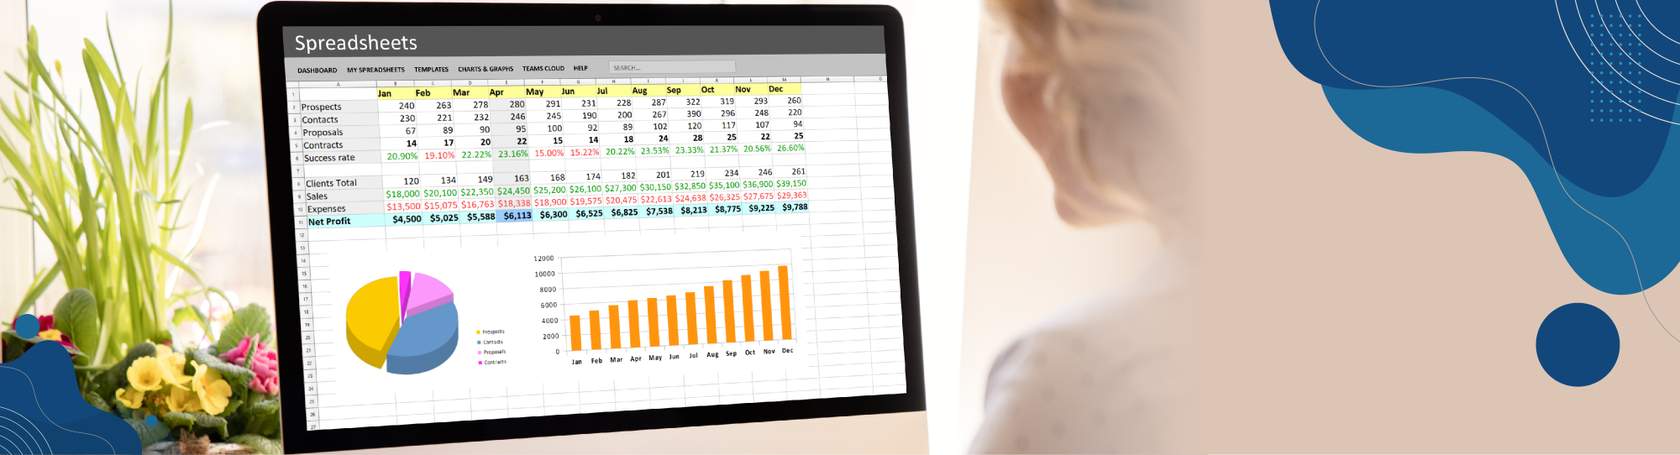 Spreadsheets
DASHBOARD MY SPREADSHEETS TEMPLATES CHARTS & GRAPHS TEAMS CLOUD HELP SEARCH...
Jan Feb Mar Apr May Jun Jul Aug Sep Oct Nov Dec
Prospects 240 263 278 280 291 231 228 287 322 319 293 260
Contacts 230 221 232 246 245 190 200 267 390 296 248 220
Proposals 67 89 90 95 100 92 89 102 120 117 107 94
Contracts 14 17 20 22 15 14 18 24 28 25 22 25
Success rate 20.90% 19.10% 22.22% 23.16% 15.00% 15.22% 20.22% 23.53% 23.33% 21.37% 20.56% 26.60%
Clients Total 120 134 149 163 168 174 182 201 219 234 246 261
Sales $18,000 $20,100 $22,350 $24,450 $25,200 $26,100 $27,300 $30,150 $32,850 $35,100 $36,900 $39,150
Expenses $13,500 $15,075 $16,763 $18,338 $18,900 $19,575 $20,475 $22,613 $24,638 $26,325 $27,675 $29,363
Net Profit $4,500 $5,025 $5,588 $6,113 $6,300 $6,525 $6,825 $7,538 $8,213 $8,775 $9,225 $9,788
Prospects
Contacts
Proposals
Contracts
12000
10000
8000
6000
4000
2000
0
Jan Feb Mar Apr May Jun Jul Aug Sep Oct Nov Dec